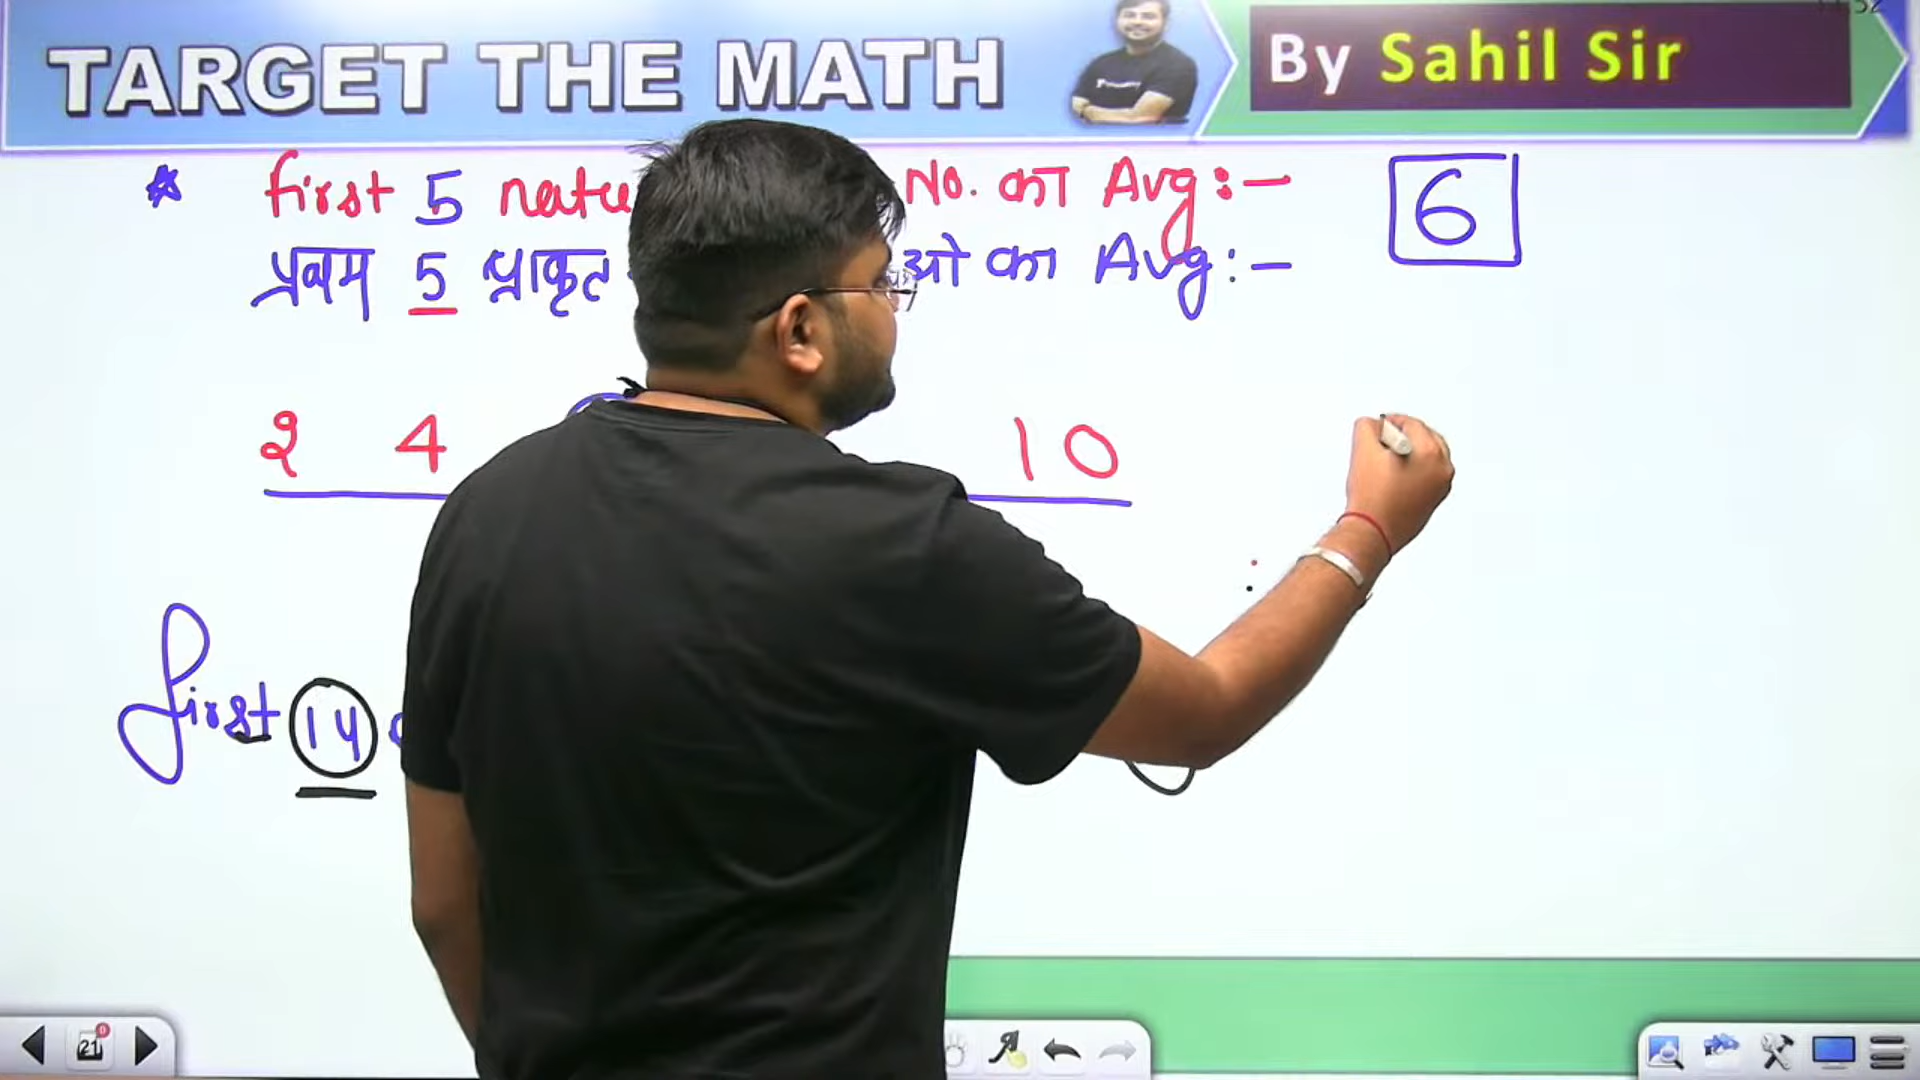 TARGET THE MATH
By Sahil Sir
first 5 natu No. का Avg:-
6
प्रथम 5 प्राकृत ओ का Avg:-
2 4 10
first 14
21